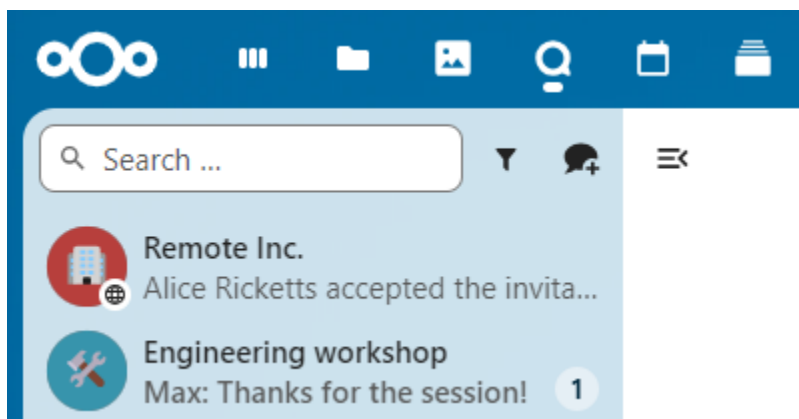 Search ...
Remote Inc.
Alice Ricketts accepted the invita...
Engineering workshop
Max: Thanks for the session!
1